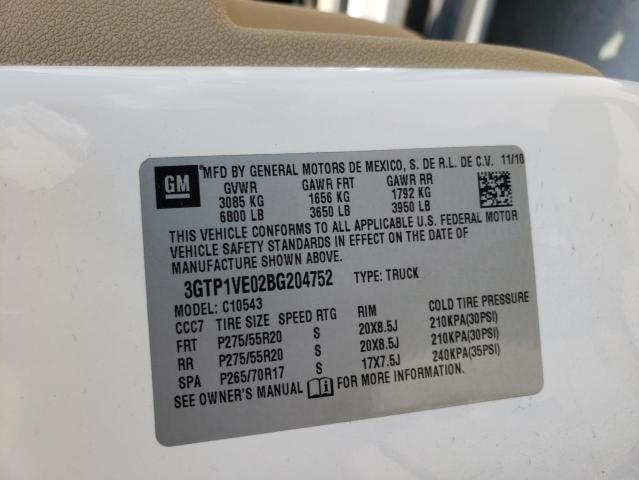 GM
®MFD BY GENERAL MOTORS DE MEXICO, S. DE R.L. DE C.V. 11/10
GVWR GAWR FRT GAWR RR
3085 KG 1656 KG 1792 KG
6800 LB 3650 LB 3950 LB
THIS VEHICLE CONFORMS TO ALL APPLICABLE U.S. FEDERAL MOTOR
VEHICLE SAFETY STANDARDS IN EFFECT ON THE DATE OF
MANUFACTURE SHOWN ABOVE.
3GTP1VE02BG204752 TYPE: TRUCK
MODEL: C10543
CCC7 TIRE SIZE SPEED RTG RIM COLD TIRE PRESSURE
FRT P275/55R20 S 20X8.5J 210KPA(30PSI)
RR P275/55R20 S 20X8.5J 210KPA(30PSI)
SPA P265/70R17 S 17X7.5J 240KPA(35PSI)
SEE OWNER'S MANUAL FOR MORE INFORMATION.